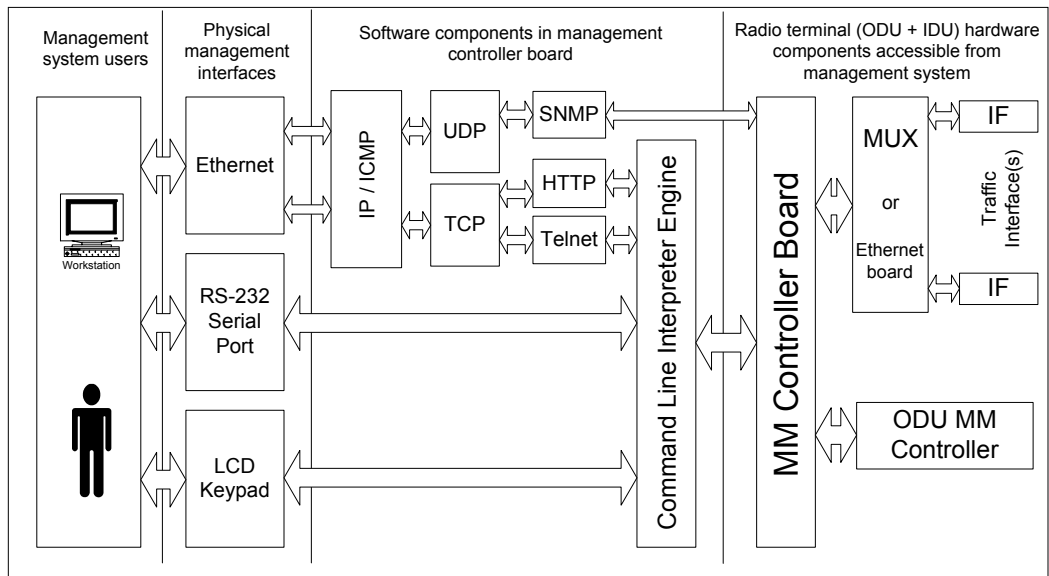 Management
system users
Physical
management
interfaces
Software components in management
controller board
Radio terminal (ODU + IDU) hardware
components accessible from
management system
Workstation
Ethernet
RS-232
Serial
Port
LCD
Keypad
IP / ICMP
UDP
TCP
SNMP
HTTP
Telnet
Command Line Interpreter Engine
MM Controller Board
MUX
or
Ethernet
board
IF
Traffic
Interface(s)
IF
ODU MM
Controller